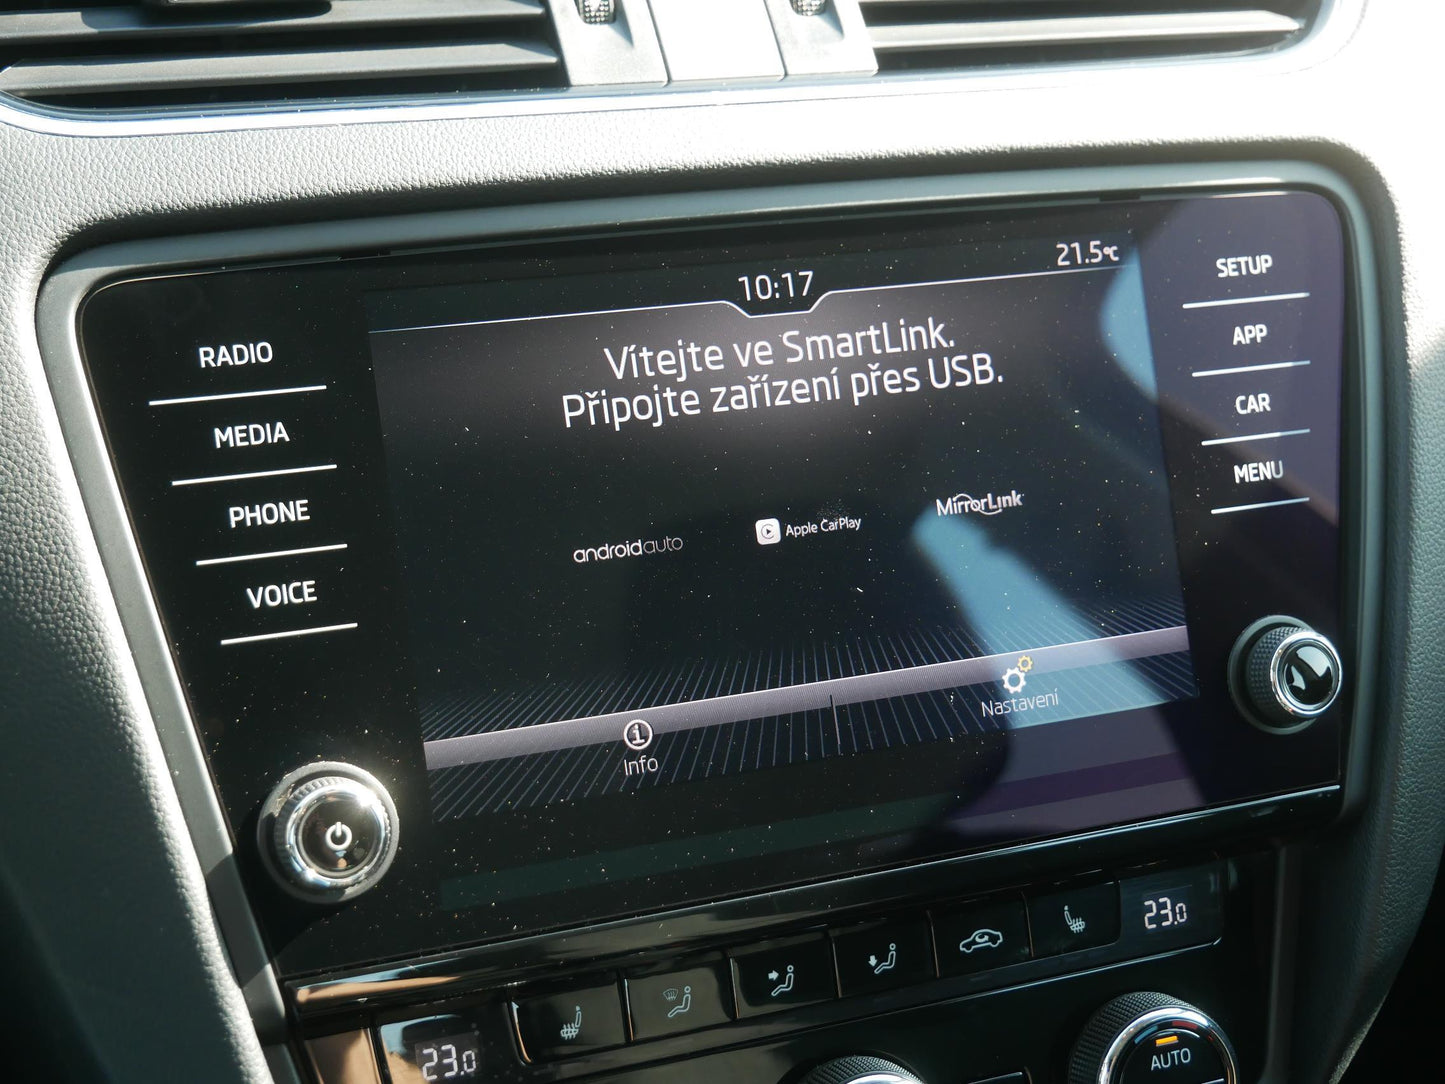 21.5°C
10:17
SETUP
APP
CAR
MENU
RADIO
MEDIA
PHONE
VOICE
Vítejte ve SmartLink.
Připojte zařízení přes USB.
androidauto
Apple CarPlay
MirrorLink
Info
Nastavení
23.0
23.0
AUTO